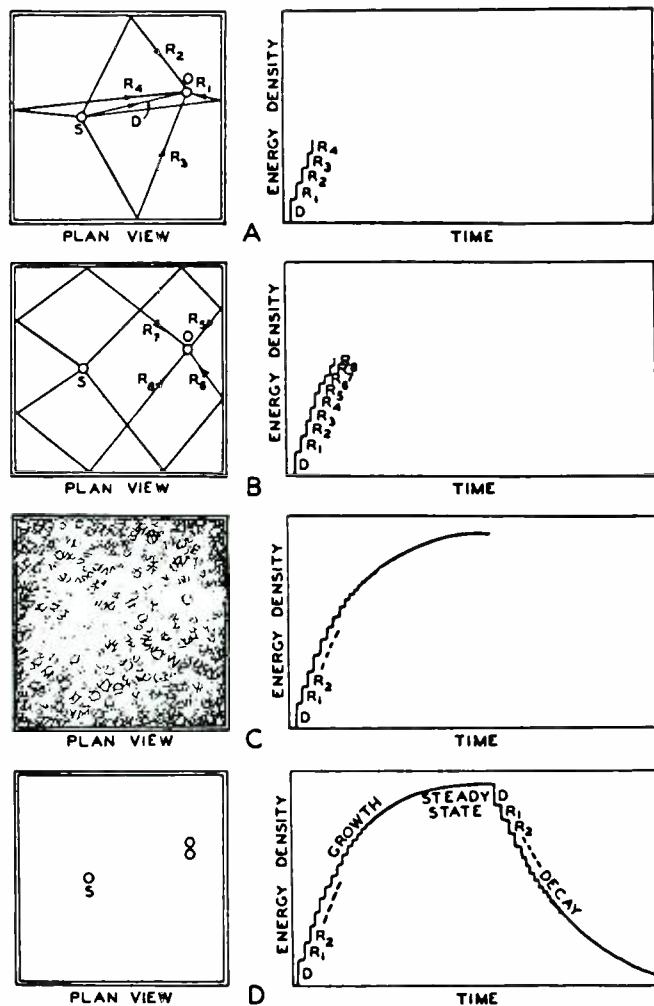 R2
O
R4
R1
S
D
R3
PLAN VIEW
A
ENERGY DENSITY
R4
R3
R2
R1
D
TIME
R7
R5
O
S
R8
R6
PLAN VIEW
B
ENERGY DENSITY
R8
R7
R6
R5
R4
R3
R2
R1
D
TIME
PLAN VIEW
C
ENERGY DENSITY
R2
R1
D
TIME
O
S
PLAN VIEW
D
ENERGY DENSITY
GROWTH
STEADY
STATE
D
R1
R2
DECAY
R2
R1
D
TIME